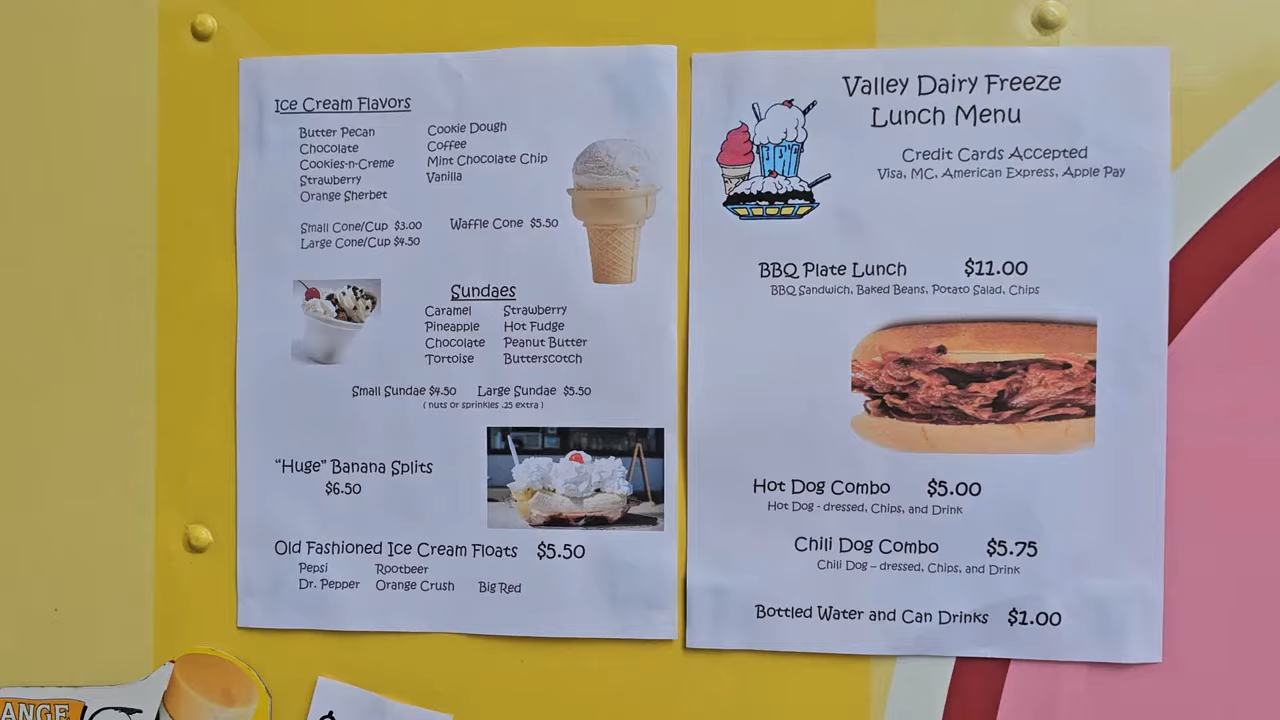 Ice Cream Flavors
Butter Pecan
Chocolate
Cookies-n-Creme
Strawberry
Orange Sherbet
Cookie Dough
Coffee
Mint Chocolate Chip
Vanilla
Small Cone/Cup $3.00
Large Cone/Cup $4.50
Waffle Cone $5.50
Sundaes
Caramel
Pineapple
Chocolate
Tortoise
Strawberry
Hot Fudge
Peanut Butter
Butterscotch
Small Sundae $4.50 Large Sundae $5.50
( nuts or sprinkles .25 extra )
"Huge" Banana Splits
$6.50
Old Fashioned Ice Cream Floats $5.50
Pepsi Rootbeer
Dr. Pepper Orange Crush Big Red
Valley Dairy Freeze
Lunch Menu
Credit Cards Accepted
Visa, MC, American Express, Apple Pay
BBQ Plate Lunch $11.00
BBQ Sandwich, Baked Beans, Potato Salad, Chips
Hot Dog Combo $5.00
Hot Dog - dressed, Chips, and Drink
Chili Dog Combo $5.75
Chili Dog – dressed, Chips, and Drink
Bottled Water and Can Drinks $1.00
ANGE